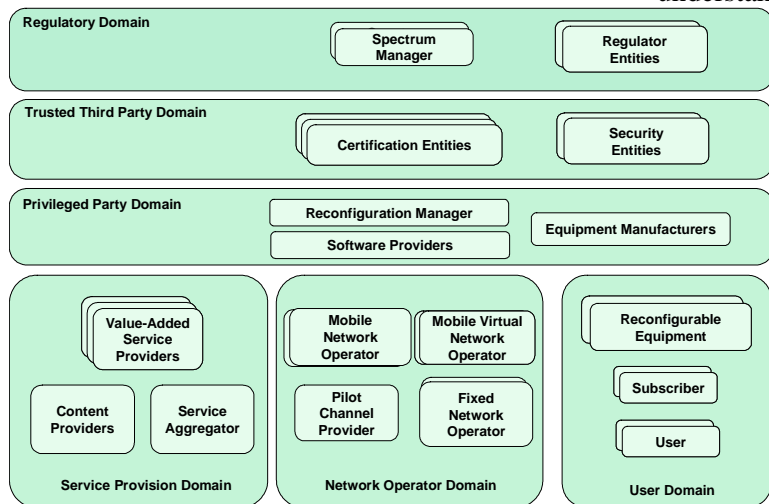 understan
Regulatory Domain
Spectrum
Manager
Regulator
Entities
Trusted Third Party Domain
Certification Entities
Security
Entities
Privileged Party Domain
Reconfiguration Manager
Software Providers
Equipment Manufacturers
Value-Added
Service
Providers
Content
Providers
Service
Aggregator
Service Provision Domain
Mobile
Network
Operator
Mobile Virtual
Network
Operator
Pilot
Channel
Provider
Fixed
Network
Operator
Network Operator Domain
Reconfigurable
Equipment
Subscriber
User
User Domain